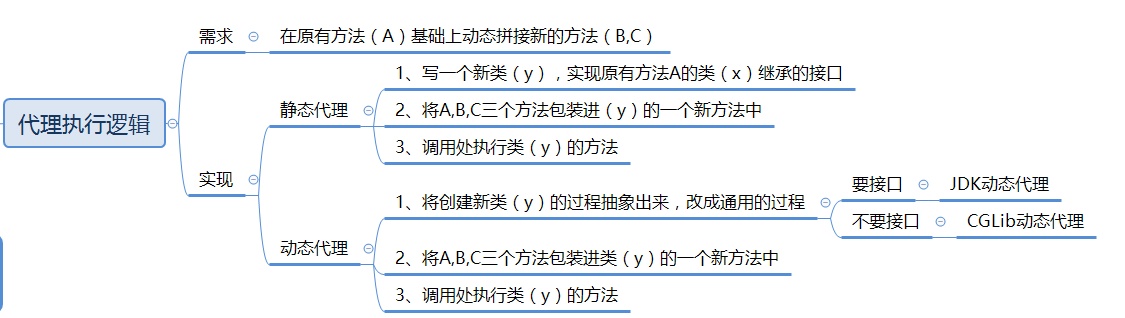 代理执行逻辑
需求
在原有方法（A）基础上动态拼接新的方法（B,C）
实现
静态代理
1、写一个新类（y），实现原有方法A的类（x）继承的接口
2、将A,B,C三个方法包装进（y）的一个新方法中
3、调用处执行类（y）的方法
动态代理
1、将创建新类（y）的过程抽象出来，改成通用的过程
要接口
JDK动态代理
不要接口
CGLib动态代理
2、将A,B,C三个方法包装进类（y）的一个新方法中
3、调用处执行类（y）的方法